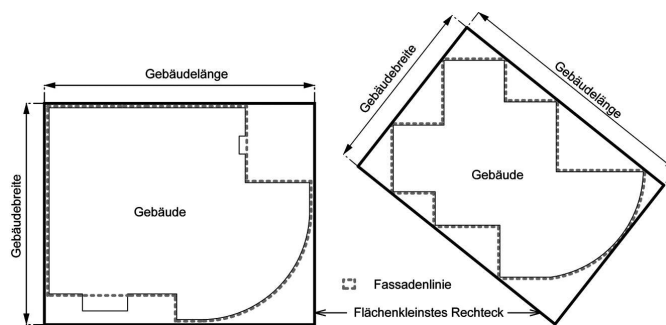 Gebäudelänge
Gebäudebreite
Gebäude
Gebäudebreite
Gebäudelänge
Gebäude
Fassadenlinie
Flächenkleinstes Rechteck